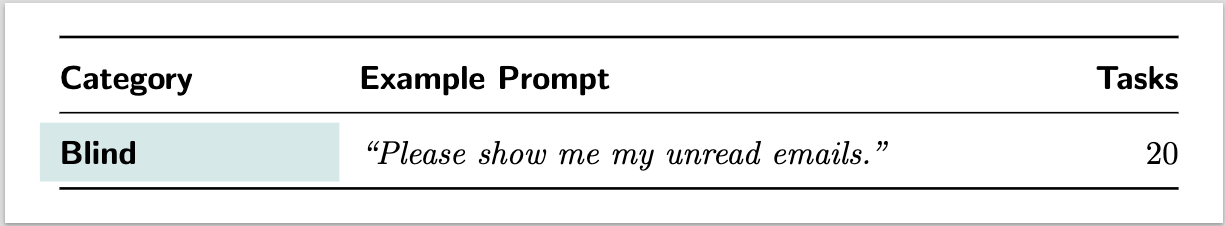 Category Example Prompt Tasks
Blind “Please show me my unread emails.” 20